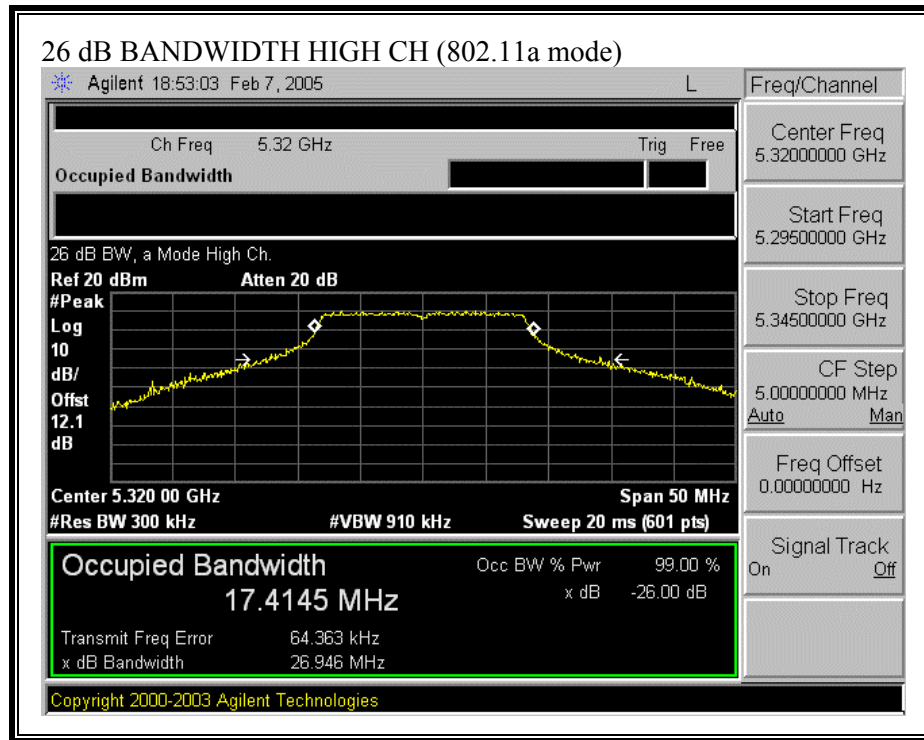 26 dB BANDWIDTH HIGH CH (802.11a mode)
Agilent 18:53:03 Feb 7, 2005 L
Freq/Channel
Ch Freq 5.32 GHz Trig Free
Occupied Bandwidth
Center Freq
5.32000000 GHz
Start Freq
5.29500000 GHz
26 dB BW, a Mode High Ch.
Ref 20 dBm Atten 20 dB
#Peak
Log
10
dB/
Offst
12.1
dB
Stop Freq
5.34500000 GHz
CF Step
5.00000000 MHz
Auto Man
Freq Offset
0.00000000 Hz
Center 5.320 00 GHz Span 50 MHz
#Res BW 300 kHz #VBW 910 kHz Sweep 20 ms (601 pts)
Signal Track
On Off
Occupied Bandwidth
17.4145 MHz
Occ BW % Pwr 99.00 %
x dB -26.00 dB
Transmit Freq Error 64.363 kHz
x dB Bandwidth 26.946 MHz
Copyright 2000-2003 Agilent Technologies